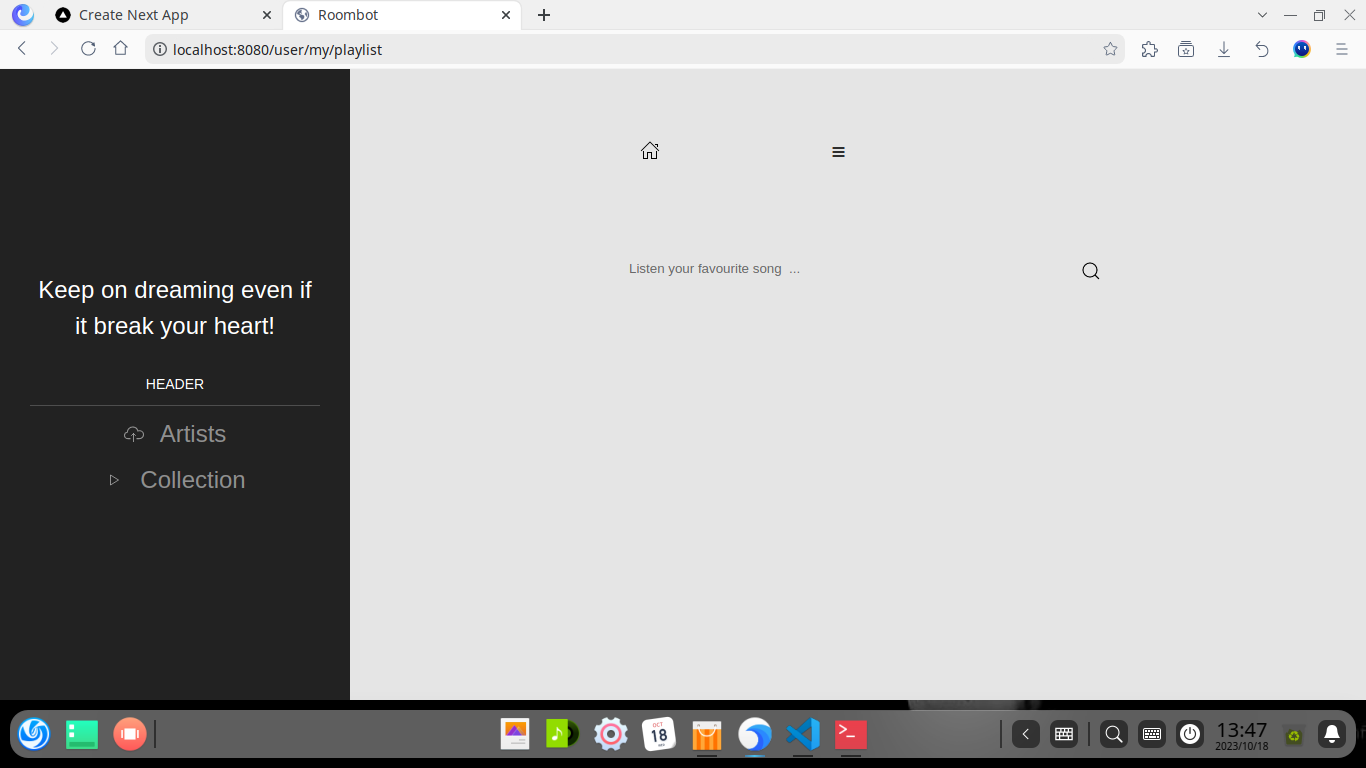 Create Next App
Roombot
localhost:8080/user/my/playlist
Keep on dreaming even if
it break your heart!
HEADER
Artists
Collection
Listen your favourite song ...
OCT
18
13:47
2023/10/18